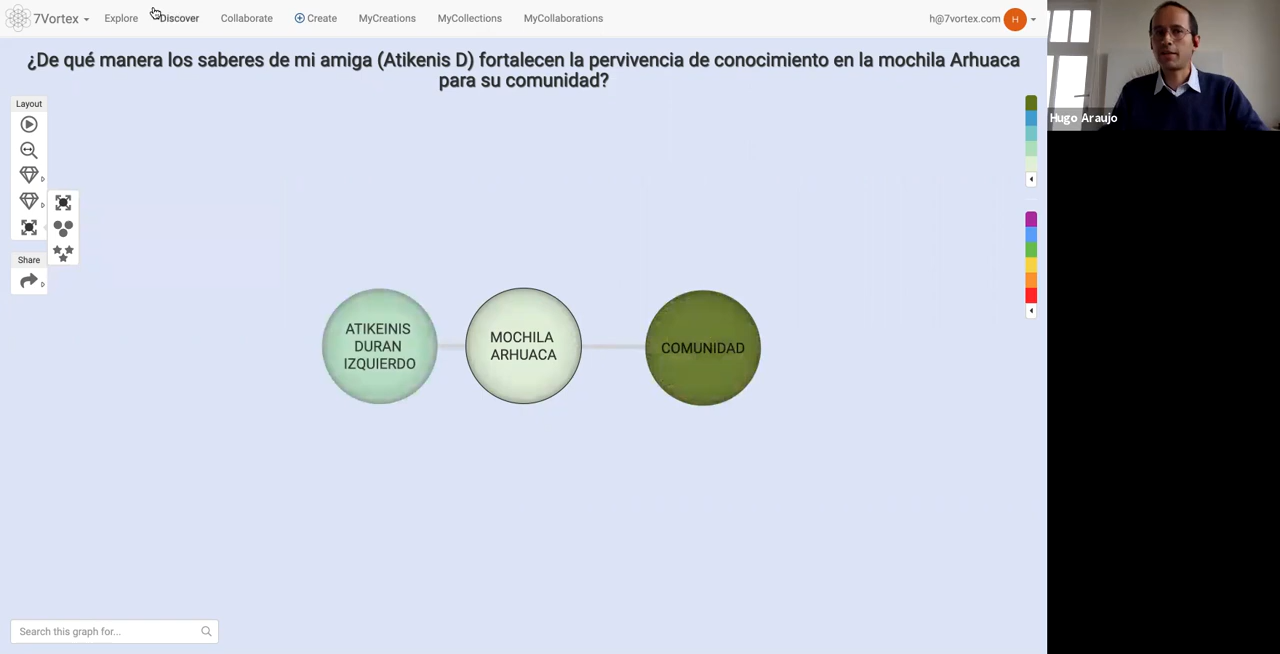 7Vortex
Explore
Discover
Collaborate
Create
MyCreations
MyCollections
MyCollaborations
h@7vortex.com
H
¿De qué manera los saberes de mi amiga (Atikenis D) fortalecen la pervivencia de conocimiento en la mochila Arhuaca
para su comunidad?
Layout
Share
ATIKEINIS
DURAN
IZQUIERDO
MOCHILA
ARHUACA
COMUNIDAD
Search this graph for...
Hugo Araujo